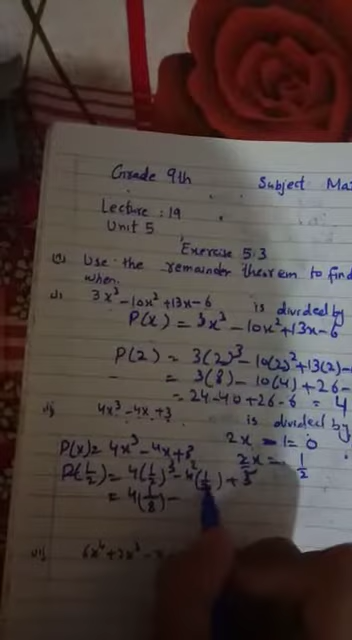 Grade 9th Subject Mat
Lecture : 19
Unit 5
Exercise 5.3
Use the remainder theorem to find
when.
i) 3x³-10x²+13x-6 is divided by
P(x) = 3x³-10x²+13x-6
P(2) = 3(2)³-10(2)²+13(2)-
= 3(8)-10(4)+26-
= 24-40+26-6 = 4
ii) 4x³-4x+3 is divided by
P(x) = 4x³-4x+3 2x-1=0
2x = 1
P(1/2) = 4(1/2)³-4(1/2)+3 1/2
= 4(1/8)-
iii) 6x⁴+2x³-